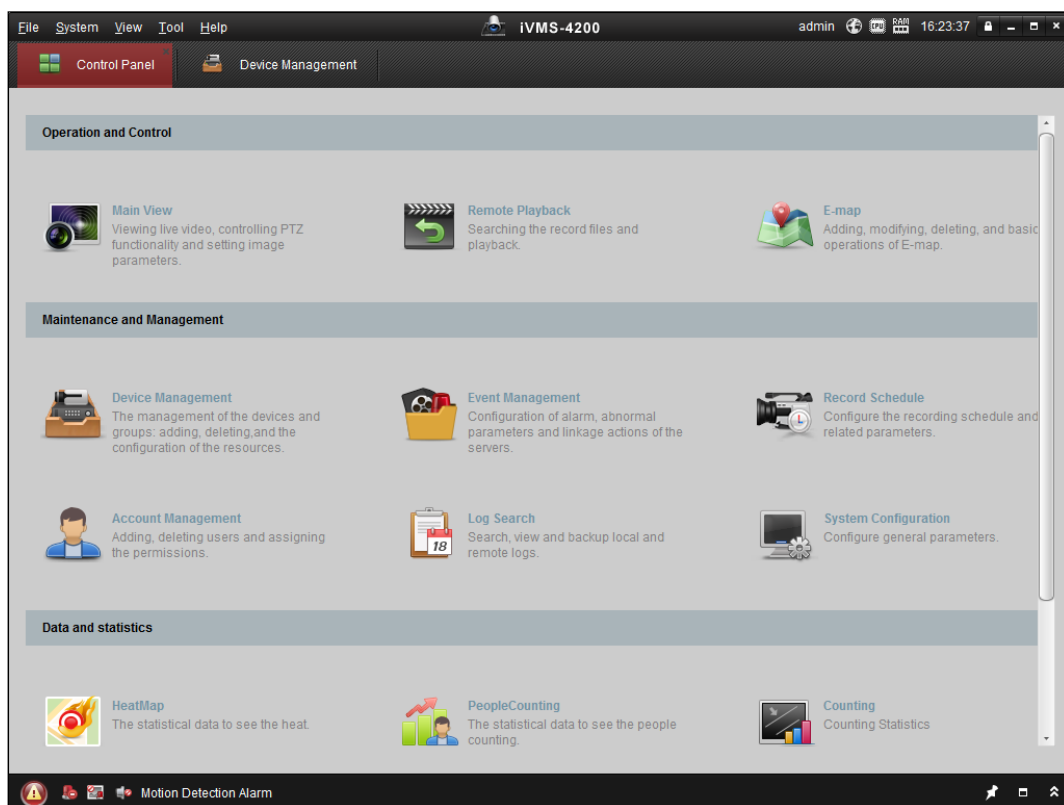 File System View Tool Help iVMS-4200 admin CPU RAM 16:23:37
Control Panel Device Management
Operation and Control
Main View
Viewing live video, controlling PTZ
functionality and setting image
parameters.
Remote Playback
Searching the record files and
playback.
E-map
Adding, modifying, deleting, and basic
operations of E-map.
Maintenance and Management
Device Management
The management of the devices and
groups: adding, deleting,and the
configuration of the resources.
Event Management
Configuration of alarm, abnormal
parameters and linkage actions of the
servers.
Record Schedule
Configure the recording schedule and
related parameters.
Account Management
Adding, deleting users and assigning
the permissions.
18
Log Search
Search, view and backup local and
remote logs.
System Configuration
Configure general parameters.
Data and statistics
HeatMap
The statistical data to see the heat.
PeopleCounting
The statistical data to see the people
counting.
Counting
Counting Statistics
Motion Detection Alarm